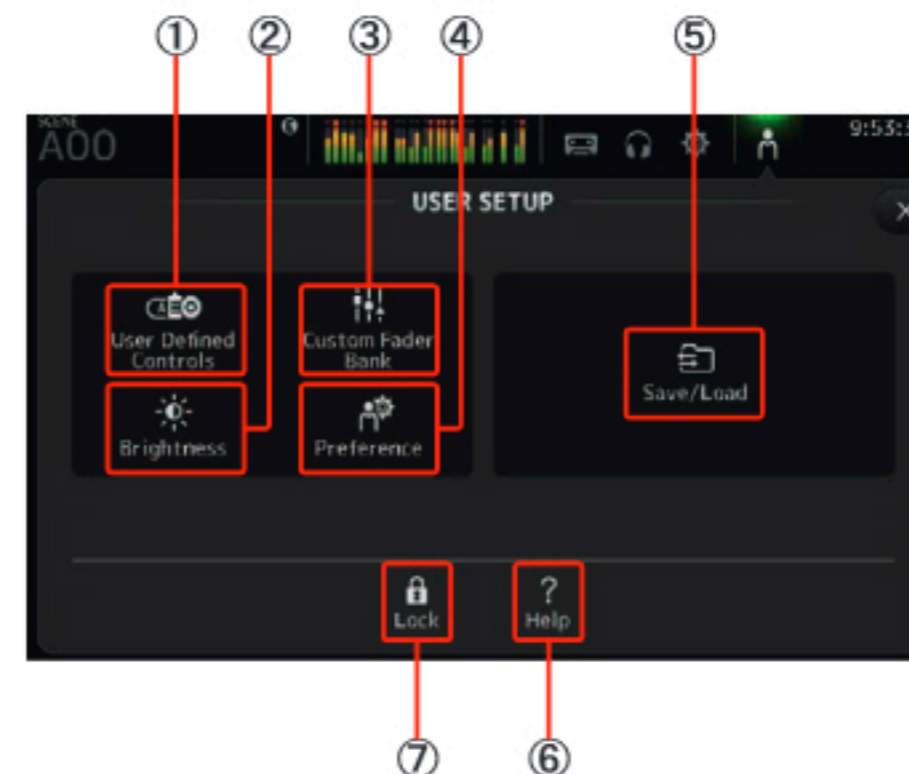 ① ② ③ ④ ⑤
SCENE
A00
9:53:3
USER SETUP
×
User Defined
Controls
Custom Fader
Bank
Save/Load
Brightness
Preference
Lock
?
Help
⑦ ⑥